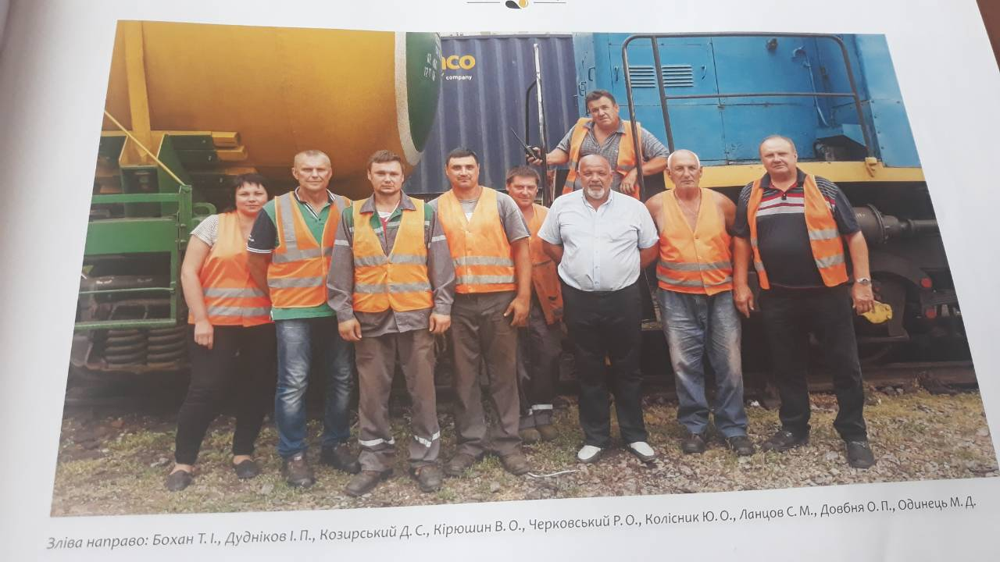 nco
company
Зліва направо: Бохан Т. І., Дудніков І. П., Козирський Д. С., Кірюшин В. О., Черковський Р. О., Колісник Ю. О., Ланцов С. М., Довбня О. П., Одинець М. Д.